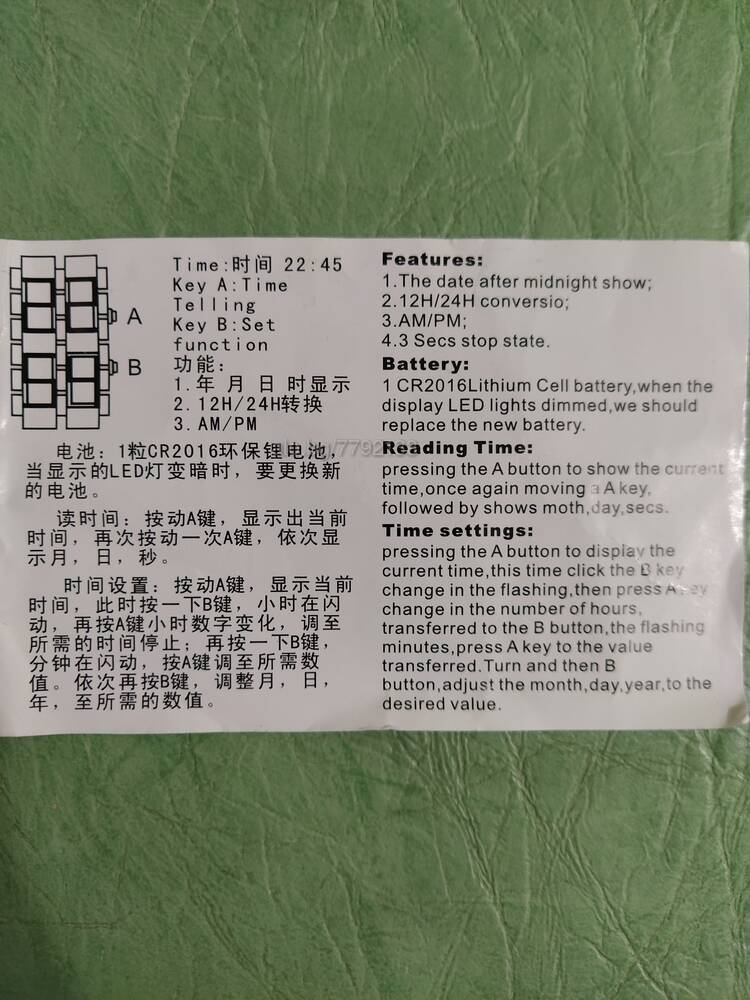 Time:时间 22:45
Key A:Time
Telling
Key B:Set
function
功能:
1.年 月 日 时显示
2.12H/24H转换
3.AM/PM
A
B
电池: 1粒CR2016环保锂电池,
当显示的LED灯变暗时, 要更换新
的电池。
读时间: 按动A键, 显示出当前
时间, 再次按动一次A键, 依次显
示月, 日, 秒。
时间设置: 按动A键, 显示当前
时间, 此时按一下B键, 小时在闪
动, 再按A键小时数字变化, 调至
所需的时间停止; 再按一下B键,
分钟在闪动, 按A键调至所需数
值。依次再按B键, 调整月, 日,
年, 至所需的数值。
Features:
1.The date after midnight show;
2.12H/24H conversio;
3.AM/PM;
4.3 Secs stop state.
Battery:
1 CR2016Lithium Cell battery,when the
display LED lights dimmed,we should
replace the new battery.
Reading Time:
pressing the A button to show the current
time,once again moving a A key,
followed by shows moth,day,secs.
Time settings:
pressing the A button to display the
current time,this time click the B key
change in the flashing,then press A key
change in the number of hours,
transferred to the B button,the flashing
minutes,press A key to the value
transferred.Turn and then B
button,adjust the month,day,year,to the
desired value.